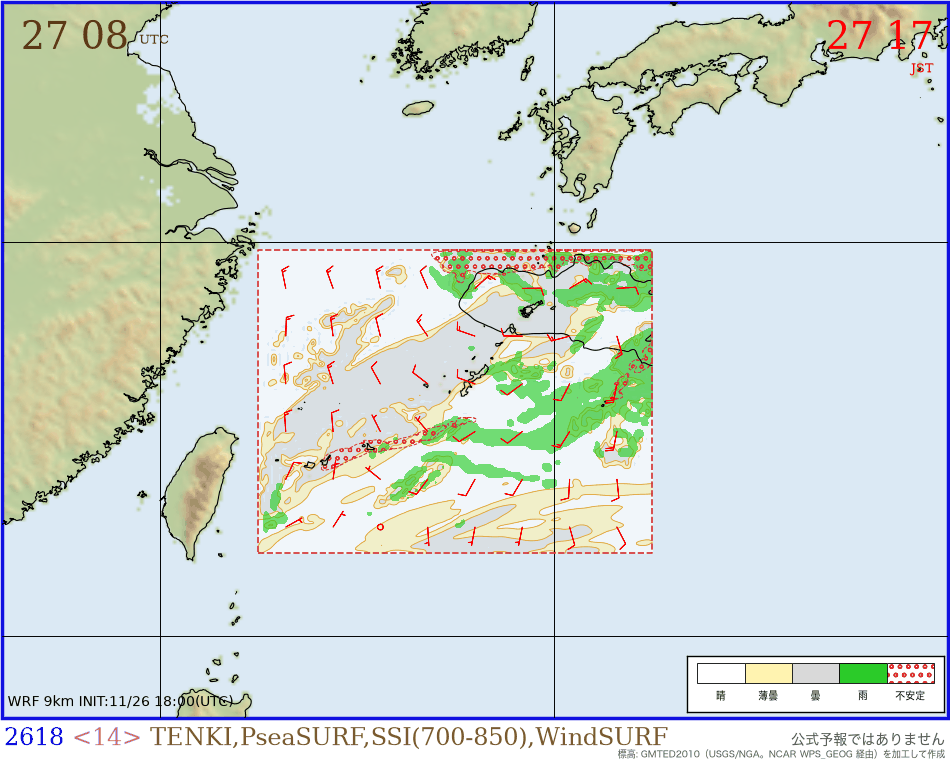 27 08 UTC
27 17
JST
晴 薄曇 曇 雨 不安定
WRF 9km INIT:11/26 18:00(UTC)
2618 <14> TENKI,PseaSURF,SSI(700-850),WindSURF
公式予報ではありません
標高: GMTED2010（USGS/NGA。NCAR WPS_GEOG 経由）を加工して作成